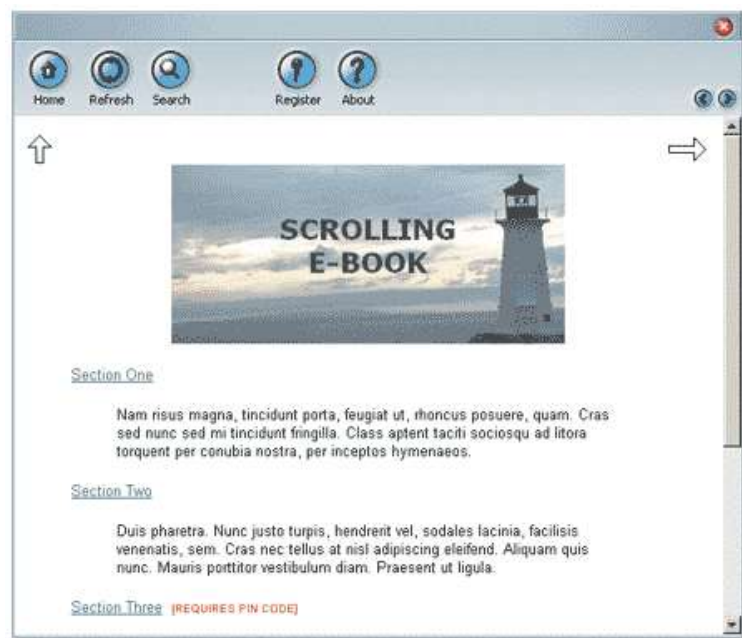 Home Refresh Search Register About
SCROLLING
E-BOOK
Section One
Nam risus magna, tincidunt porta, feugiat ut, rhoncus posuere, quam. Cras
sed nunc sed mi tincidunt fringilla. Class aptent taciti sociosqu ad litora
torquent per conubia nostra, per inceptos hymenaeos.
Section Two
Duis pharetra. Nunc justo turpis, hendrerit vel, sodales lacinia, facilisis
venenatis, sem. Cras nec tellus at nisl adipiscing eleifend. Aliquam quis
nunc. Mauris porttitor vestibulum diam. Praesent ut ligula.
Section Three [REQUIRES PIN CODE]